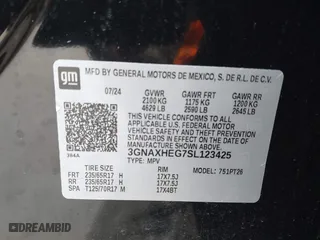 gm
MFD BY GENERAL MOTORS DE MEXICO, S. DE R.L. DE C.V.
07/24 GVWR GAWR FRT GAWR RR
2100 KG 1175 KG 1200 KG
4629 LB 2590 LB 2645 LB
THIS VEHICLE CONFORMS TO ALL APPLICABLE U.S.
FEDERAL MOTOR VEHICLE SAFETY, BUMPER, AND
THEFT PREVENTION STANDARDS IN EFFECT ON THE
DATE OF MANUFACTURE SHOWN ABOVE.
3GNAXHEG7SL123425
TYPE: MPV MODEL: 751PT26
TIRE SIZE RIM
FRT 235/65R17 H 17X7.5J
RR 235/65R17 H 17X7.5J
SPA T125/70R17 M 17X4BT